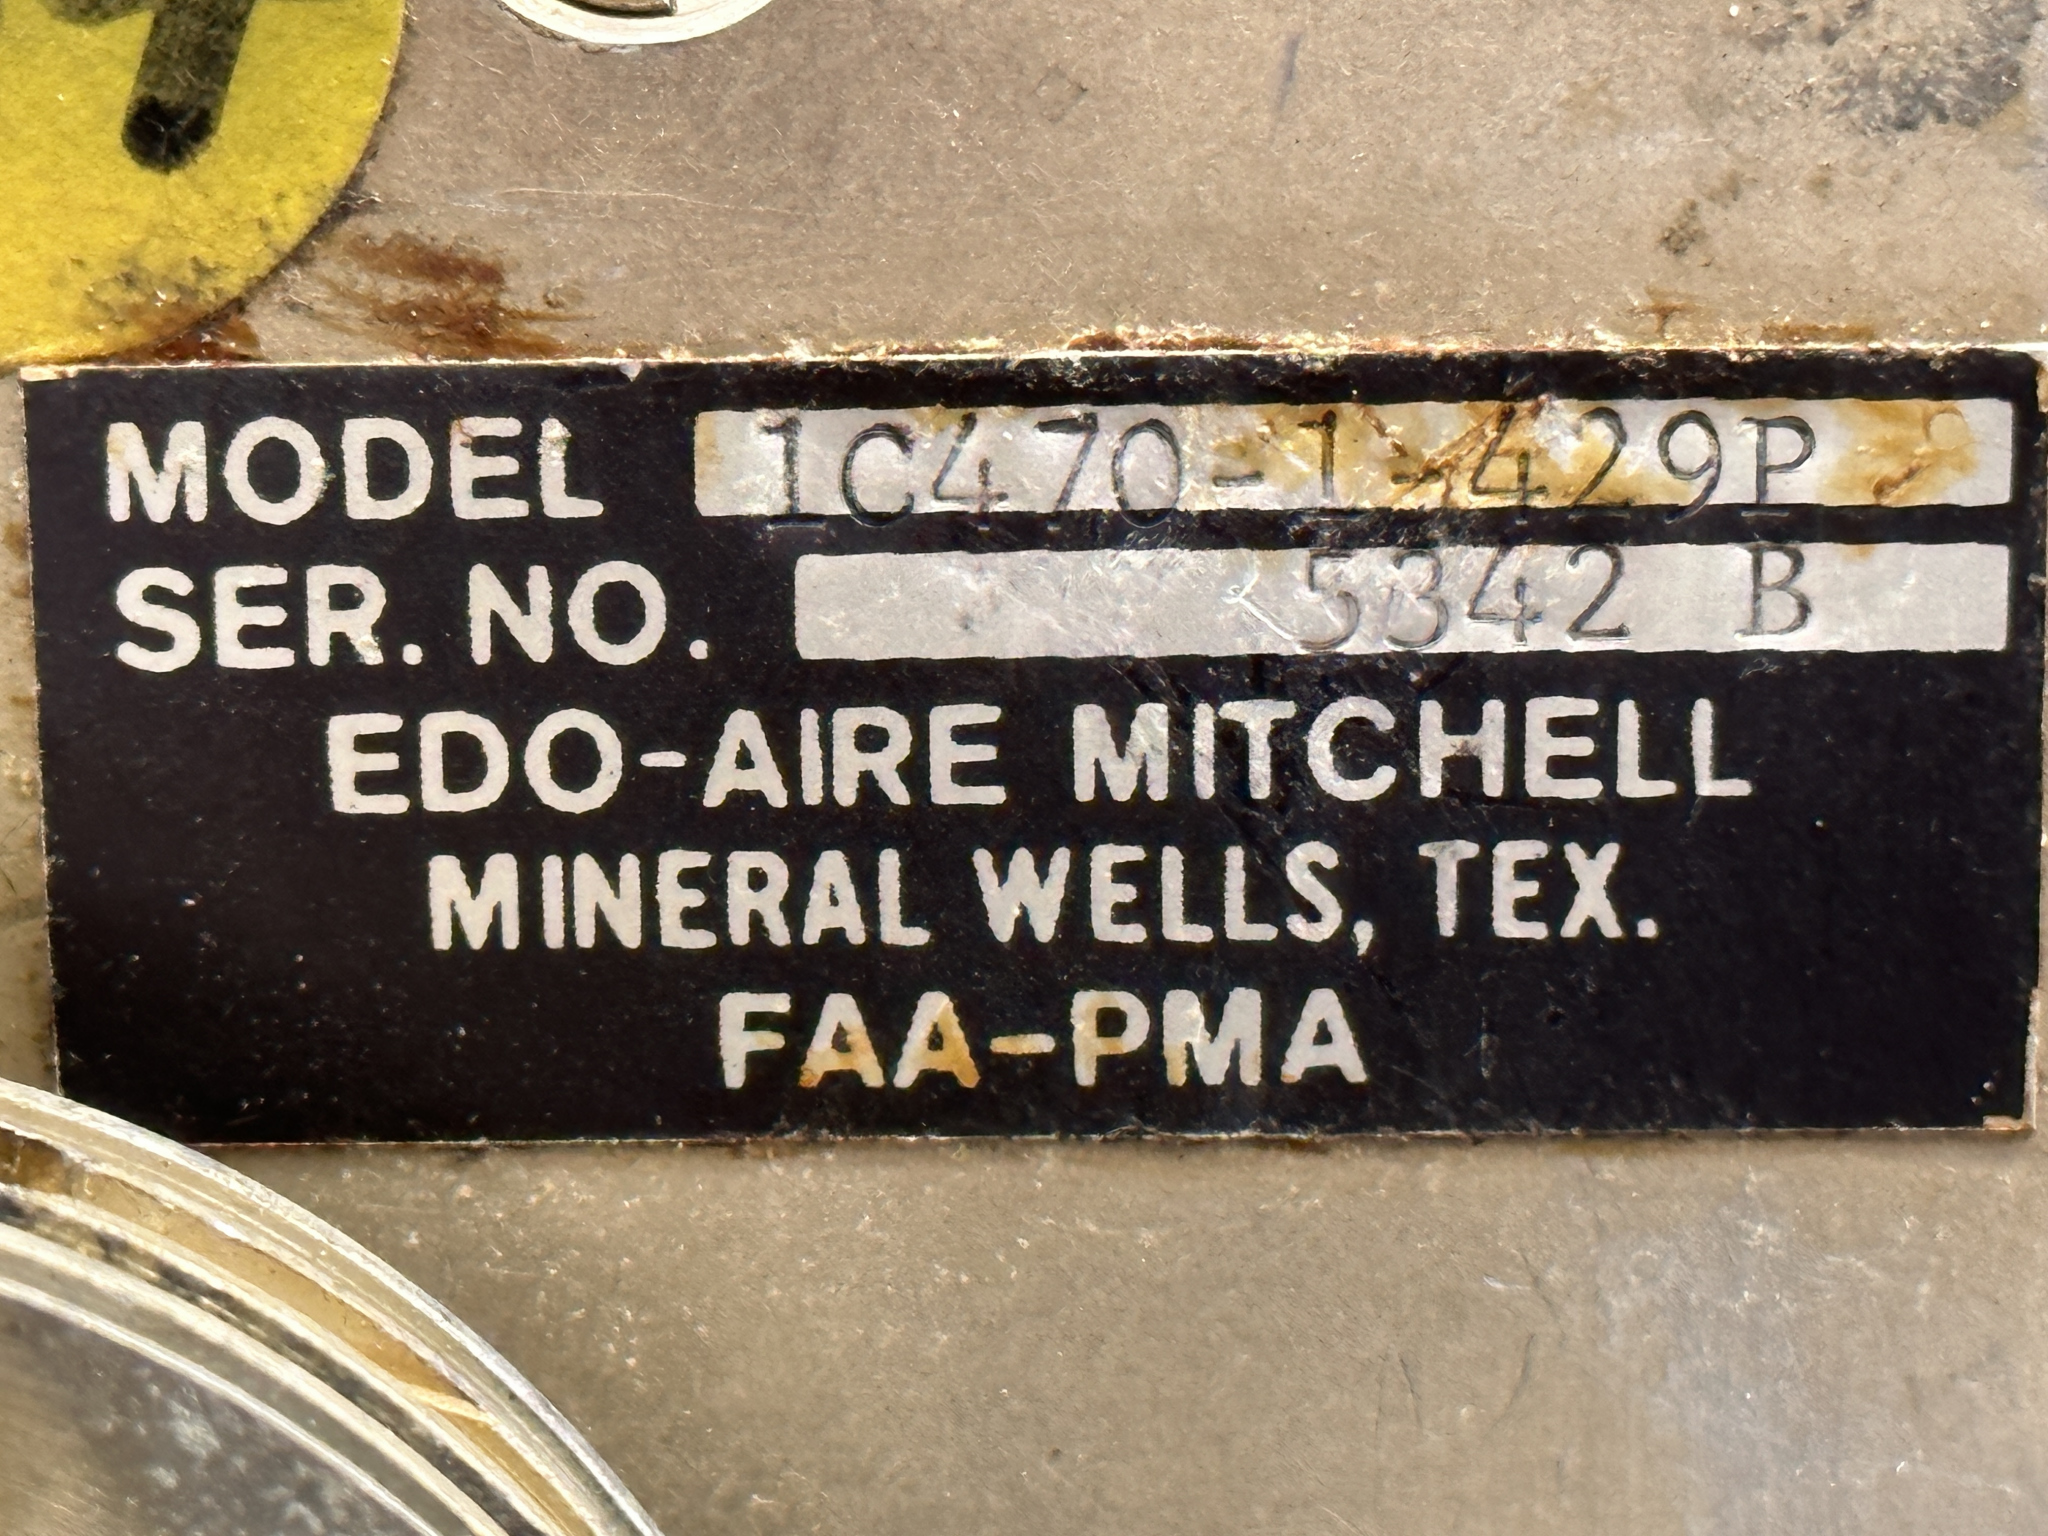 MODEL 1C470-1-429P
SER. NO. 5342 B
EDO-AIRE MITCHELL
MINERAL WELLS, TEX.
FAA-PMA